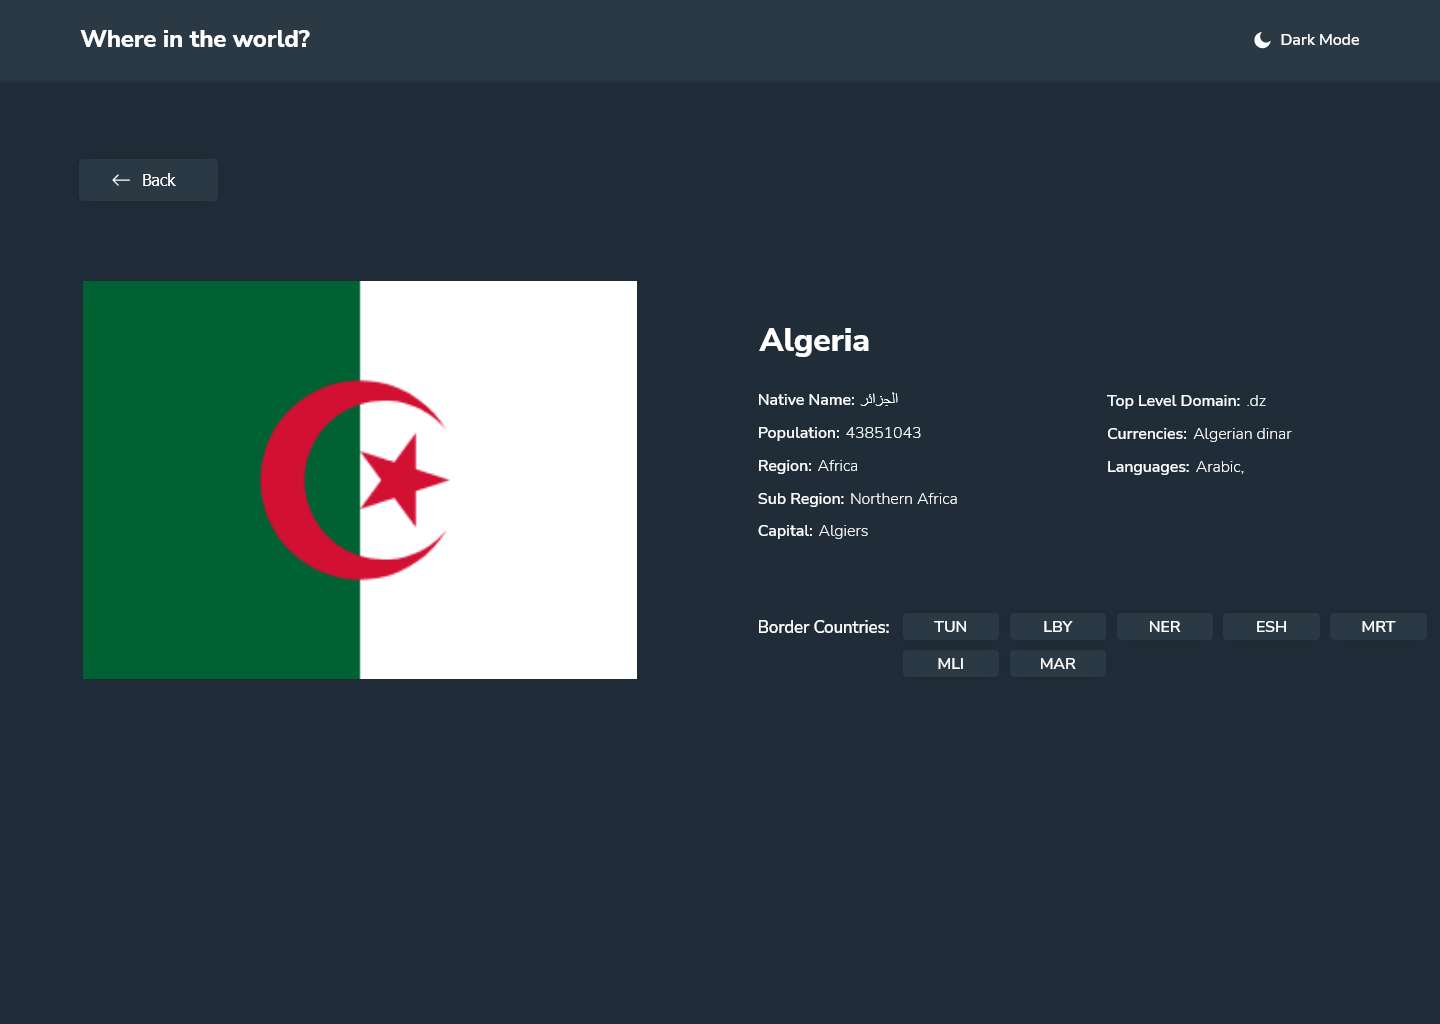 Where in the world?
Dark Mode
Back
Algeria
Native Name: الجزائر
Population: 43851043
Region: Africa
Sub Region: Northern Africa
Capital: Algiers
Top Level Domain: .dz
Currencies: Algerian dinar
Languages: Arabic,
Border Countries: TUN LBY NER ESH MRT
MLI MAR